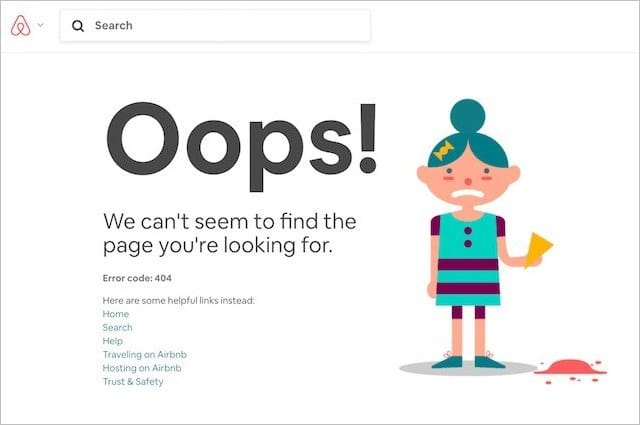 Search
Oops!
We can't seem to find the
page you're looking for.
Error code: 404
Here are some helpful links instead:
Home
Search
Help
Traveling on Airbnb
Hosting on Airbnb
Trust & Safety